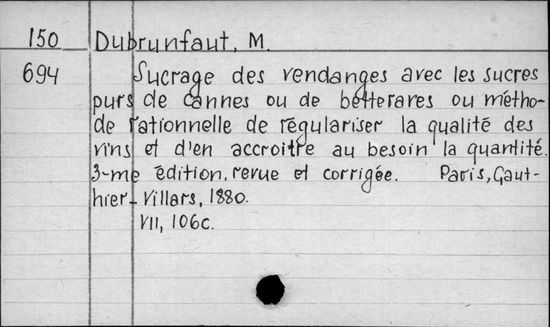 150 Dubrunfaut, M.
694 Sucrage des vendanges avec les sucres
purs de cannes ou de betteraves ou métho-
de rationnelle de régulariser la qualité des
vins et d'en accroitre au besoin la quantité.
3-me édition, revue et corrigée. Paris, Gaut-
hier-Villars, 1880.
VII, 106c.